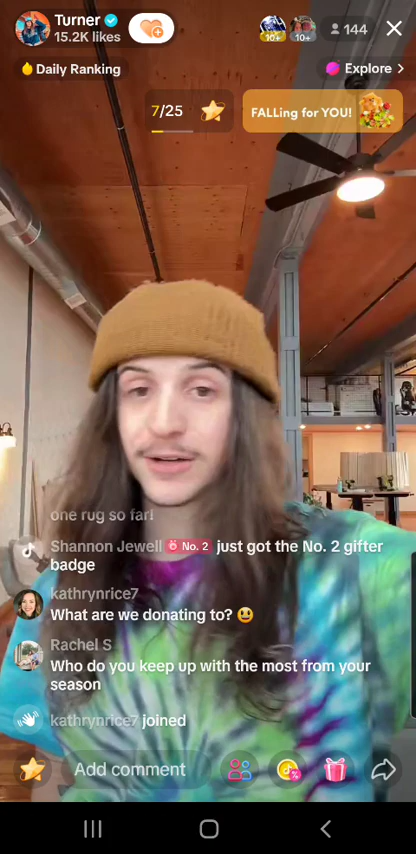 Turner
15.2K likes
10+
10+
144
Daily Ranking
Explore >
7/25
FALLing for YOU!
one rug so far!
Shannon Jewell No. 2 just got the No. 2 gifter
badge
kathrynrice7
What are we donating to? 😃
Rachel S
Who do you keep up with the most from your
season
kathrynrice7 joined
Add comment